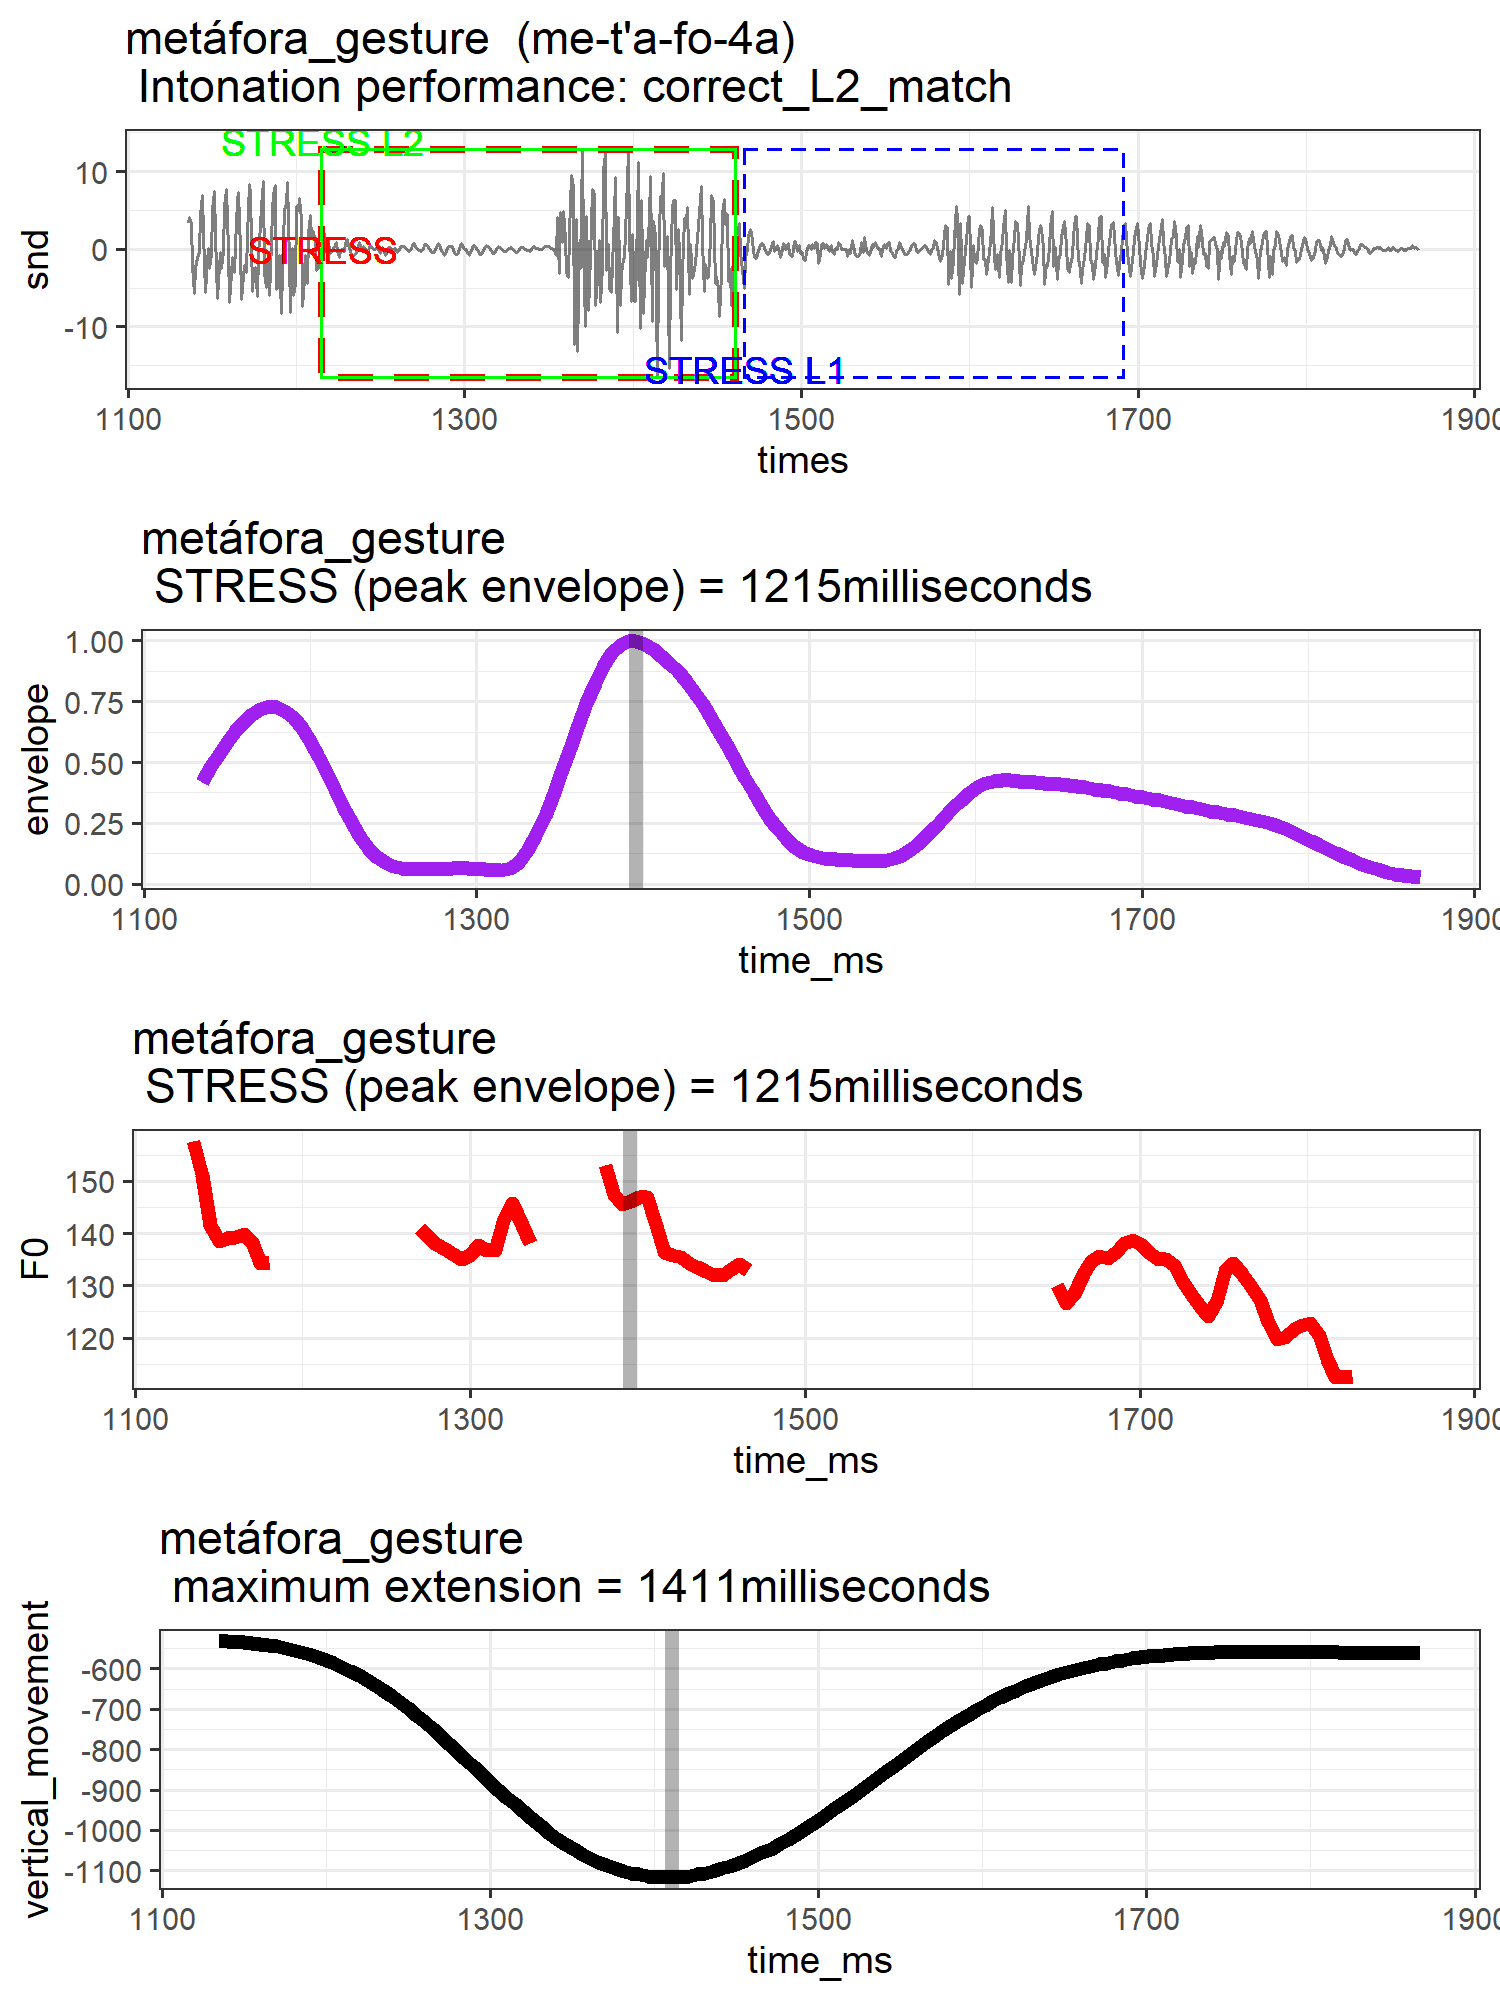 metáfora_gesture  (me-t'a-fo-4a)
Intonation performance: correct_L2_match
STRESS L2
10
STRESS
0
snd
-10
STRESS L1
1100 1300 1500 1700 1900
times
metáfora_gesture
STRESS (peak envelope) = 1215milliseconds
1.00
0.75
0.50
0.25
0.00
envelope
1100 1300 1500 1700 1900
time_ms
metáfora_gesture
STRESS (peak envelope) = 1215milliseconds
150
140
130
120
F0
1100 1300 1500 1700 1900
time_ms
metáfora_gesture
maximum extension = 1411milliseconds
-600
-700
-800
-900
-1000
-1100
vertical_movement
1100 1300 1500 1700 1900
time_ms